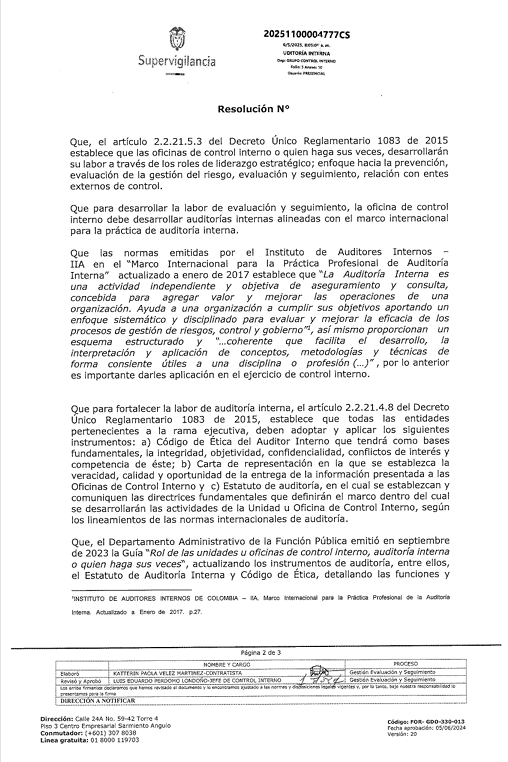 Supervigilancia
20251100004777CS
6/5/2025, 8:05:0* a. m.
UDITORÍA INTERNA
Dep: GRUPO CONTROL INTERNO
Folio: 3 Anexos: 10
Usuario: PRESENCIAL
Resolución N°
Que, el artículo 2.2.21.5.3 del Decreto Único Reglamentario 1083 de 2015
establece que las oficinas de control interno o quien haga sus veces, desarrollarán
su labor a través de los roles de liderazgo estratégico; enfoque hacia la prevención,
evaluación de la gestión del riesgo, evaluación y seguimiento, relación con entes
externos de control.
Que para desarrollar la labor de evaluación y seguimiento, la oficina de control
interno debe desarrollar auditorías internas alineadas con el marco internacional
para la práctica de auditoría interna.
Que las normas emitidas por el Instituto de Auditores Internos –
IIA en el "Marco Internacional para la Práctica Profesional de Auditoría
Interna" actualizado a enero de 2017 establece que "La Auditoría Interna es
una actividad independiente y objetiva de aseguramiento y consulta,
concebida para agregar valor y mejorar las operaciones de una
organización. Ayuda a una organización a cumplir sus objetivos aportando un
enfoque sistemático y disciplinado para evaluar y mejorar la eficacia de los
procesos de gestión de riesgos, control y gobierno"¹, así mismo proporcionan un
esquema estructurado y "...coherente que facilita el desarrollo, la
interpretación y aplicación de conceptos, metodologías y técnicas de
forma consiente útiles a una disciplina o profesión (...)", por lo anterior
es importante darles aplicación en el ejercicio de control interno.
Que para fortalecer la labor de auditoría interna, el artículo 2.2.21.4.8 del Decreto
Único Reglamentario 1083 de 2015, establece que todas las entidades
pertenecientes a la rama ejecutiva, deben adoptar y aplicar los siguientes
instrumentos: a) Código de Ética del Auditor Interno que tendrá como bases
fundamentales, la integridad, objetividad, confidencialidad, conflictos de interés y
competencia de éste; b) Carta de representación en la que se establezca la
veracidad, calidad y oportunidad de la entrega de la información presentada a las
Oficinas de Control Interno y c) Estatuto de auditoría, en el cual se establezcan y
comuniquen las directrices fundamentales que definirán el marco dentro del cual
se desarrollarán las actividades de la Unidad u Oficina de Control Interno, según
los lineamientos de las normas internacionales de auditoría.
Que, el Departamento Administrativo de la Función Pública emitió en septiembre
de 2023 la Guía "Rol de las unidades u oficinas de control interno, auditoría interna
o quien haga sus veces", actualizando los instrumentos de auditoría, entre ellos,
el Estatuto de Auditoría Interna y Código de Ética, detallando las funciones y
¹INSTITUTO DE AUDITORES INTERNOS DE COLOMBIA – IIA. Marco Internacional para la Práctica Profesional de la Auditoría
Interna. Actualizado a Enero de 2017. p.27.
Página 2 de 3
NOMBRE Y CARGO PROCESO
Elaboró KATTERIN PAOLA VELEZ MARTINEZ-CONTRATISTA Gestión Evaluación y Seguimiento
Revisó y Aprobó LUIS EDUARDO PERDOMO LONDOÑO-JEFE DE CONTROL INTERNO Gestión Evaluación y Seguimiento
Los arriba firmantes declaramos que hemos revisado el documento y lo encontramos ajustado a las normas y disposiciones legales vigentes y, por lo tanto, bajo nuestra responsabilidad lo
presentamos para la firma
DIRECCIÓN A NOTIFICAR
Dirección: Calle 24A No. 59-42 Torre 4
Piso 3 Centro Empresarial Sarmiento Angulo
Conmutador: (+601) 307 8038
Línea gratuita: 01 8000 119703
Código: FOR- GDO-330-013
Fecha aprobación: 05/06/2024
Versión: 20